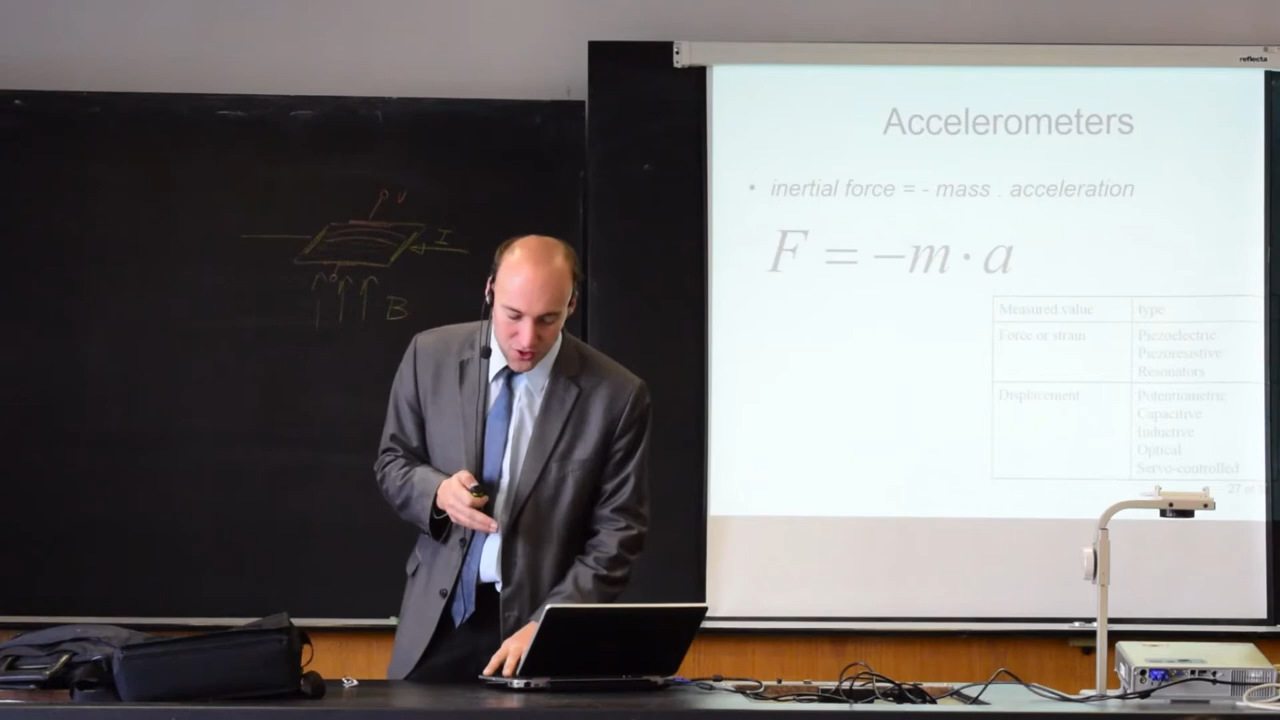 V
I
B
reflecta
Accelerometers
• inertial force = - mass . acceleration
F = −m · a
Measured value type
Force or strain Piezoelectric
Piezoresistive
Resonators
Displacement Potentiometric
Capacitive
Inductive
Optical
Servo-controlled
27